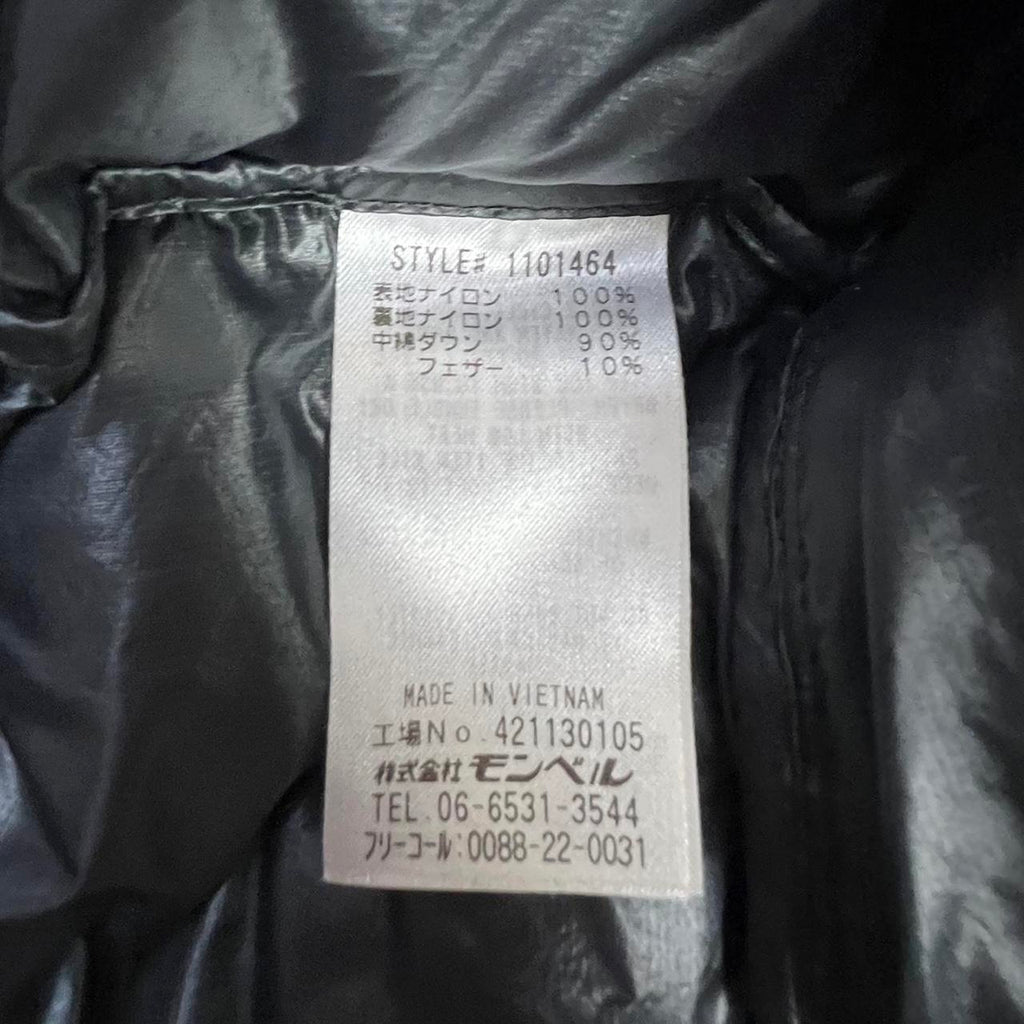 STYLE# 1101464
表地ナイロン 100%
裏地ナイロン 100%
中綿ダウン 90%
フェザー 10%
MADE IN VIETNAM
工場No.421130105
株式会社モンベル
TEL.06-6531-3544
フリーコール:0088-22-0031